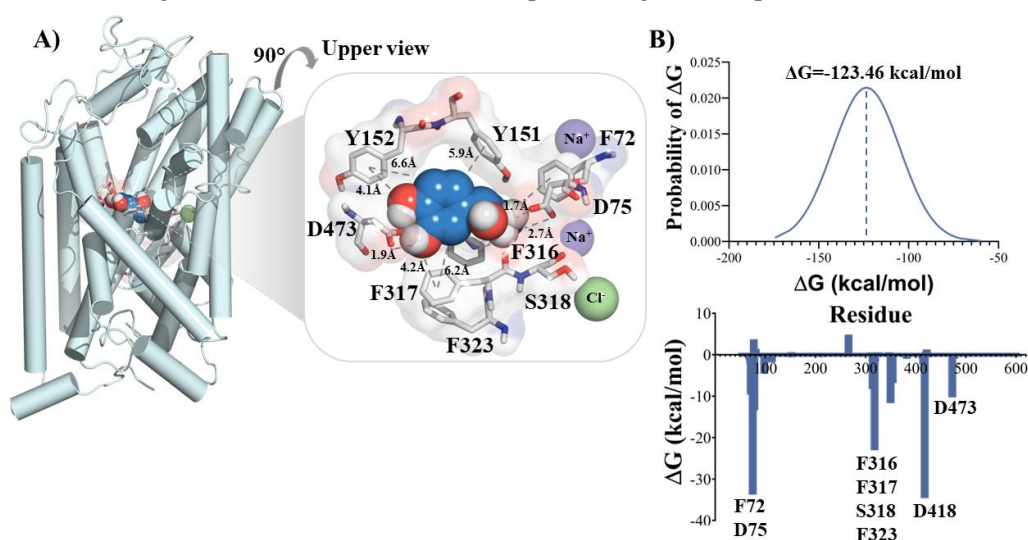 A)
90°
Upper view
Y152
Y151
Na⁺
F72
6.6Å
5.9Å
4.1Å
1.7Å
D75
D473
2.7Å
Na⁺
1.9Å
F316
4.2Å
6.2Å
F317
S318
Cl⁻
F323
B)
ΔG=-123.46 kcal/mol
Probability of ΔG
0.025
0.020
0.015
0.010
0.005
0.000
-200
-150
-100
-50
ΔG (kcal/mol)
Residue
ΔG (kcal/mol)
10
0
-10
-20
-30
-40
100
200
300
400
500
600
D473
F72
D75
F316
F317
S318
F323
D418